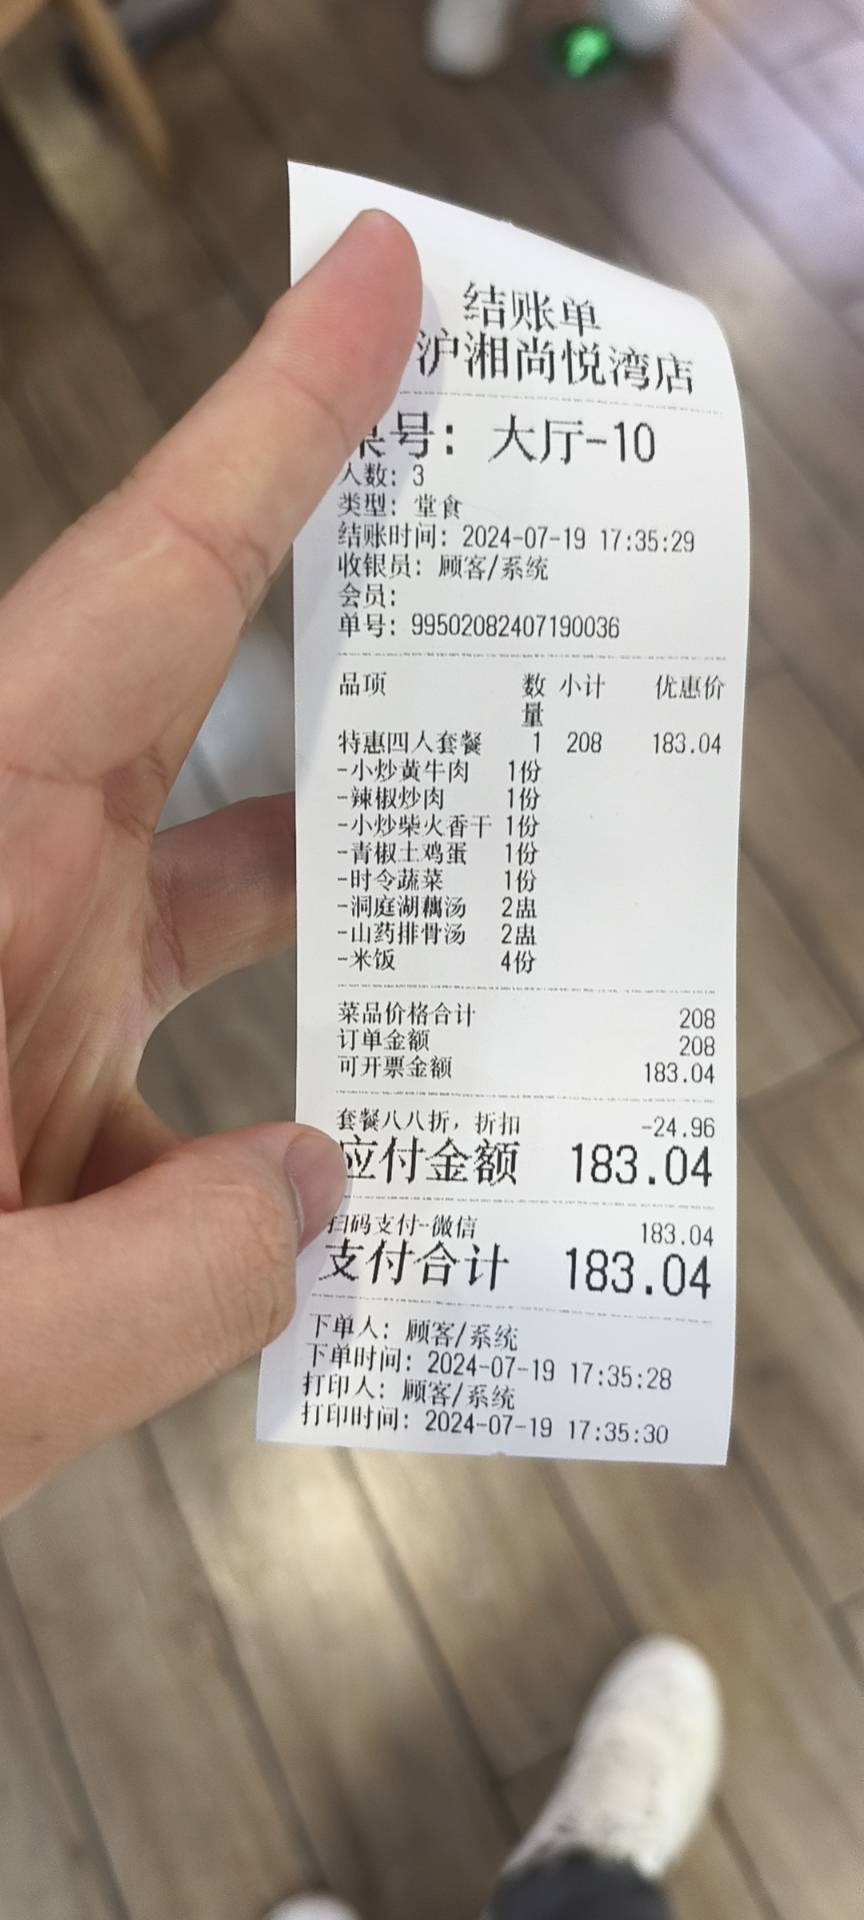 结账单
沪湘尚悦湾店
桌号：大厅-10
人数：3
类型：堂食
结账时间：2024-07-19 17:35:29
收银员：顾客/系统
会员：
单号：99502082407190036
品项 数量 小计 优惠价
特惠四人套餐 1 208 183.04
-小炒黄牛肉 1份
-辣椒炒肉 1份
-小炒柴火香干 1份
-青椒土鸡蛋 1份
-时令蔬菜 1份
-洞庭湖藕汤 2盅
-山药排骨汤 2盅
-米饭 4份
菜品价格合计 208
订单金额 208
可开票金额 183.04
套餐八八折，折扣 -24.96
应付金额 183.04
扫码支付-微信 183.04
支付合计 183.04
下单人：顾客/系统
下单时间：2024-07-19 17:35:28
打印人：顾客/系统
打印时间：2024-07-19 17:35:30